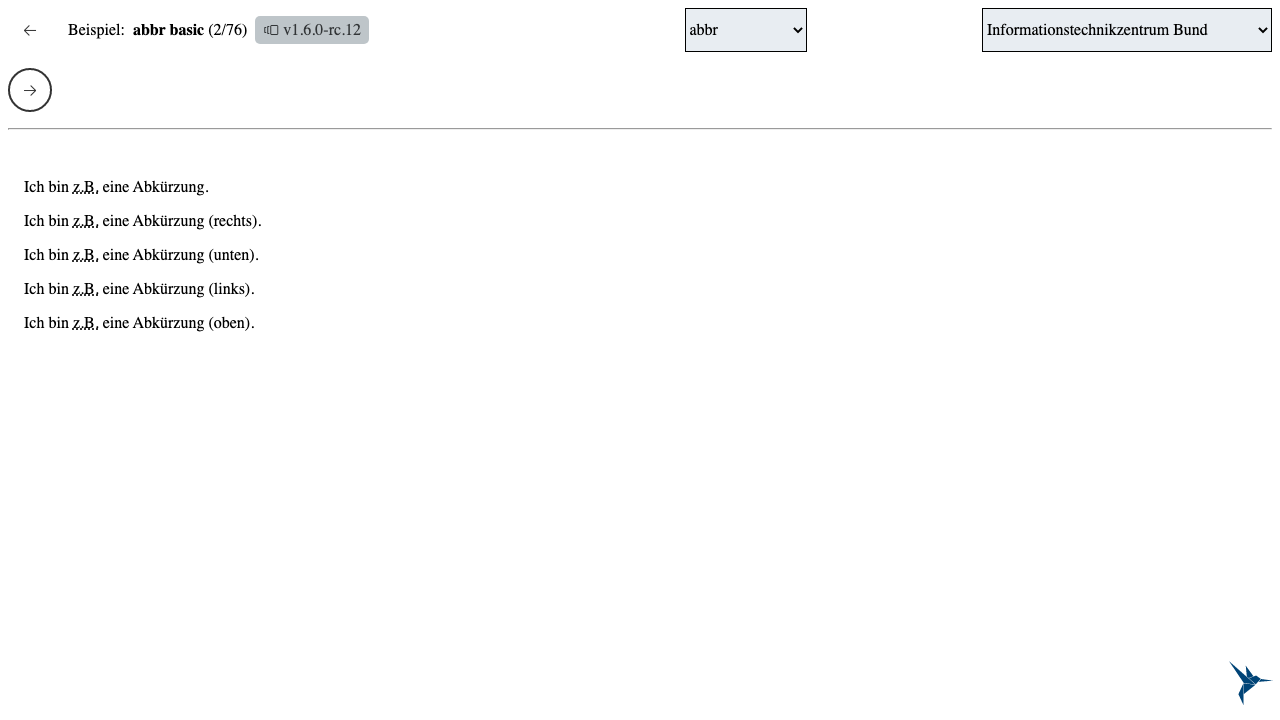 Beispiel: abbr basic (2/76) v1.6.0-rc.12 abbr Informationstechnikzentrum Bund
Ich bin z.B. eine Abkürzung.
Ich bin z.B. eine Abkürzung (rechts).
Ich bin z.B. eine Abkürzung (unten).
Ich bin z.B. eine Abkürzung (links).
Ich bin z.B. eine Abkürzung (oben).